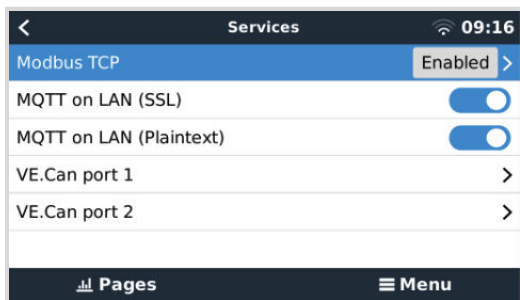 Services 09:16
Modbus TCP Enabled
MQTT on LAN (SSL)
MQTT on LAN (Plaintext)
VE.Can port 1
VE.Can port 2
Pages Menu